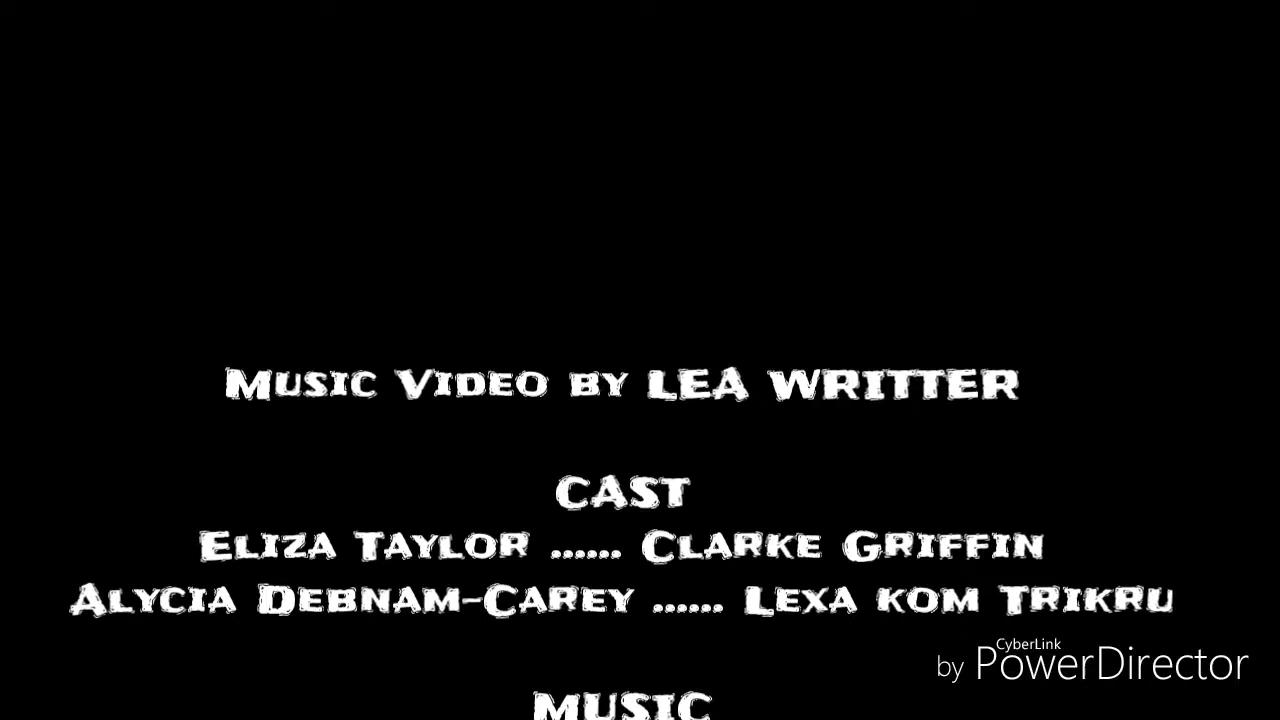 Music Video by LEA WRITTER
CAST
Eliza Taylor ...... Clarke Griffin
Alycia Debnam-Carey ...... Lexa kom Trikru
CyberLink
by PowerDirector
MUSIC